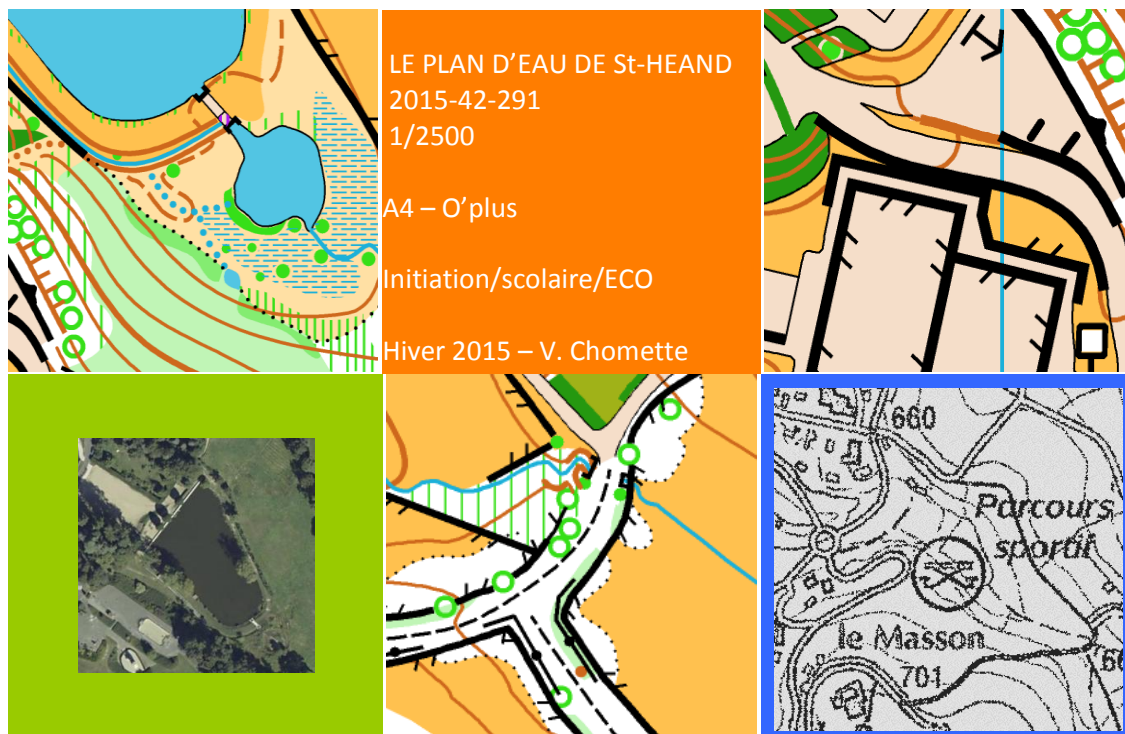 LE PLAN D'EAU DE St-HEAND
2015-42-291
1/2500
A4 – O'plus
Initiation/scolaire/ECO
Hiver 2015 – V. Chomette
660
Parcours
sportif
le Masson
701